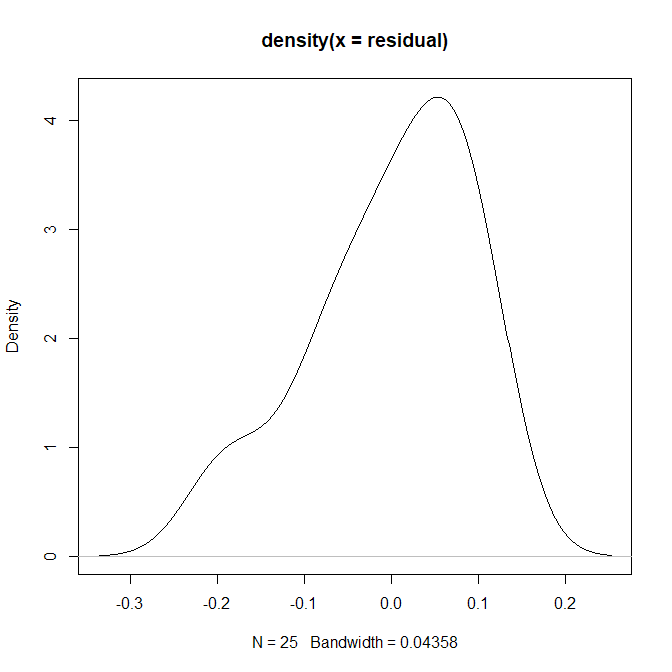 density(x = residual)
Density
4
3
2
1
0
-0.3 -0.2 -0.1 0.0 0.1 0.2
N = 25 Bandwidth = 0.04358